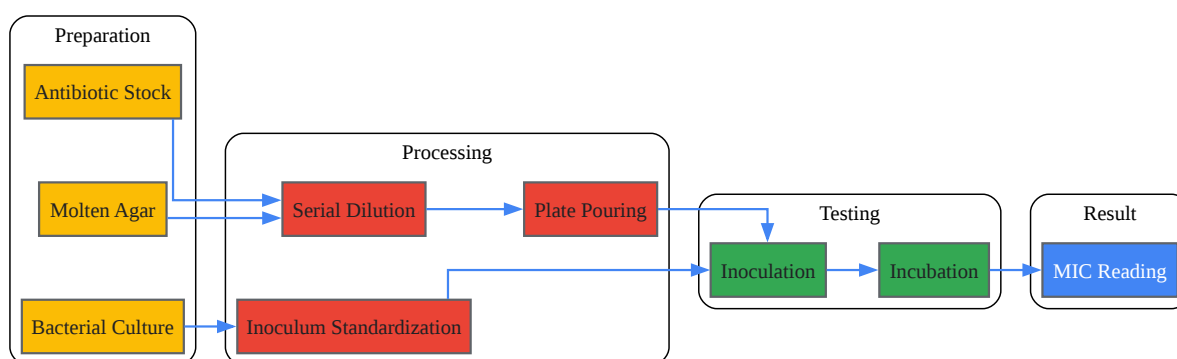 Preparation
Antibiotic Stock
Molten Agar
Bacterial Culture
Processing
Serial Dilution
Plate Pouring
Inoculum Standardization
Testing
Inoculation
Incubation
Result
MIC Reading